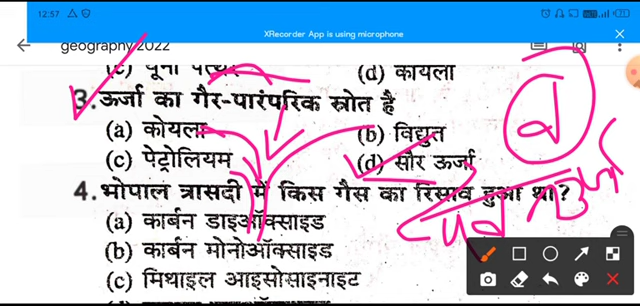 12:57
XRecorder App is using microphone
geography 2022
(d) कायला
3. ऊर्जा का गैर-पारंपरिक स्रोत है
(a) कोयला (b) विद्युत
(c) पेट्रोलियम (d) सौर ऊर्जा
4. भोपाल त्रासदी में किस गैस का रिसाव हुआ था?
(a) कार्बन डाइऑक्साइड
(b) कार्बन मोनोऑक्साइड
(c) मिथाइल आइसोसाइनाइट